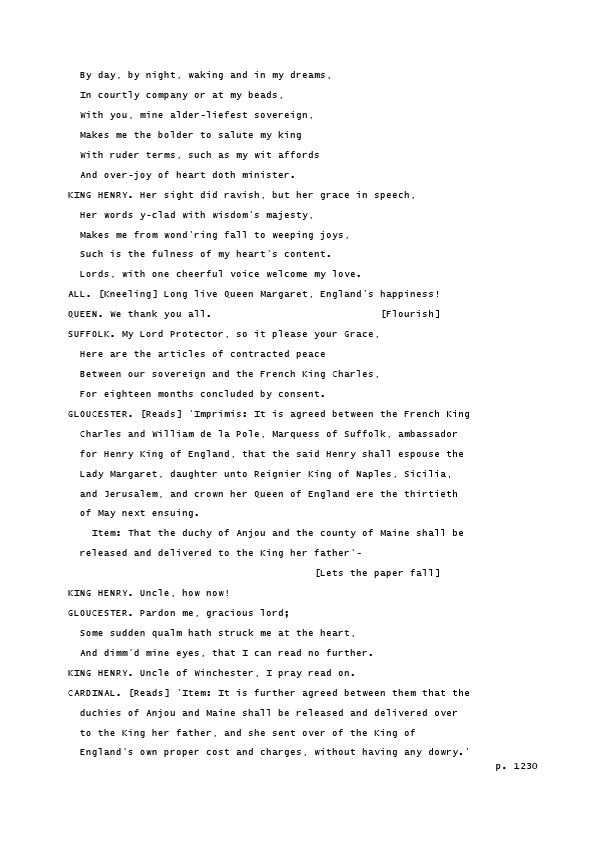 By day, by night, waking and in my dreams,
In courtly company or at my beads,
With you, mine alder-liefest sovereign,
Makes me the bolder to salute my king
With ruder terms, such as my wit affords
And over-joy of heart doth minister.
KING HENRY. Her sight did ravish, but her grace in speech,
Her words y-clad with wisdom's majesty,
Makes me from wond'ring fall to weeping joys,
Such is the fulness of my heart's content.
Lords, with one cheerful voice welcome my love.
ALL. [Kneeling] Long live Queen Margaret, England's happiness!
QUEEN. We thank you all. [Flourish]
SUFFOLK. My Lord Protector, so it please your Grace,
Here are the articles of contracted peace
Between our sovereign and the French King Charles,
For eighteen months concluded by consent.
GLOUCESTER. [Reads] 'Imprimis: It is agreed between the French King
Charles and William de la Pole, Marquess of Suffolk, ambassador
for Henry King of England, that the said Henry shall espouse the
Lady Margaret, daughter unto Reignier King of Naples, Sicilia,
and Jerusalem, and crown her Queen of England ere the thirtieth
of May next ensuing.
Item: That the duchy of Anjou and the county of Maine shall be
released and delivered to the King her father'-
[Lets the paper fall]
KING HENRY. Uncle, how now!
GLOUCESTER. Pardon me, gracious lord;
Some sudden qualm hath struck me at the heart,
And dimm'd mine eyes, that I can read no further.
KING HENRY. Uncle of Winchester, I pray read on.
CARDINAL. [Reads] 'Item: It is further agreed between them that the
duchies of Anjou and Maine shall be released and delivered over
to the King her father, and she sent over of the King of
England's own proper cost and charges, without having any dowry.'
p. 1230